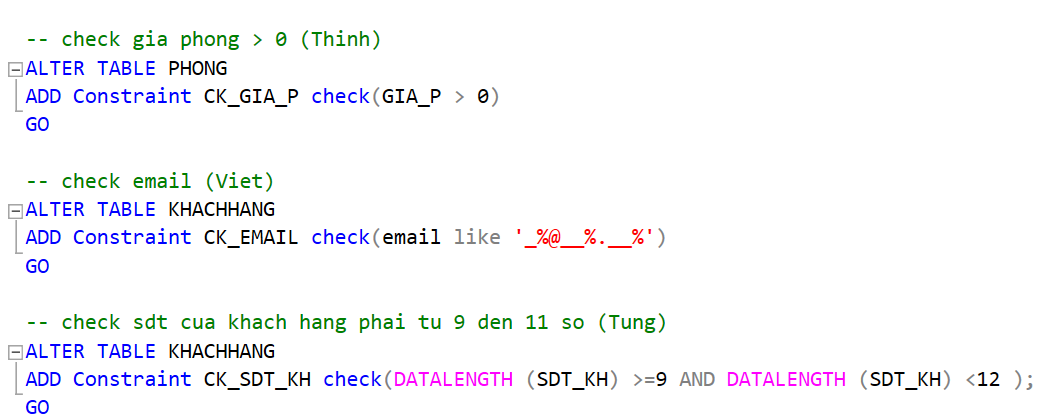 -- check gia phong > 0 (Thinh)
ALTER TABLE PHONG
ADD Constraint CK_GIA_P check(GIA_P > 0)
GO
-- check email (Viet)
ALTER TABLE KHACHHANG
ADD Constraint CK_EMAIL check(email like '_%@__%.__%')
GO
-- check sdt cua khach hang phai tu 9 den 11 so (Tung)
ALTER TABLE KHACHHANG
ADD Constraint CK_SDT_KH check(DATALENGTH (SDT_KH) >=9 AND DATALENGTH (SDT_KH) <12 );
GO